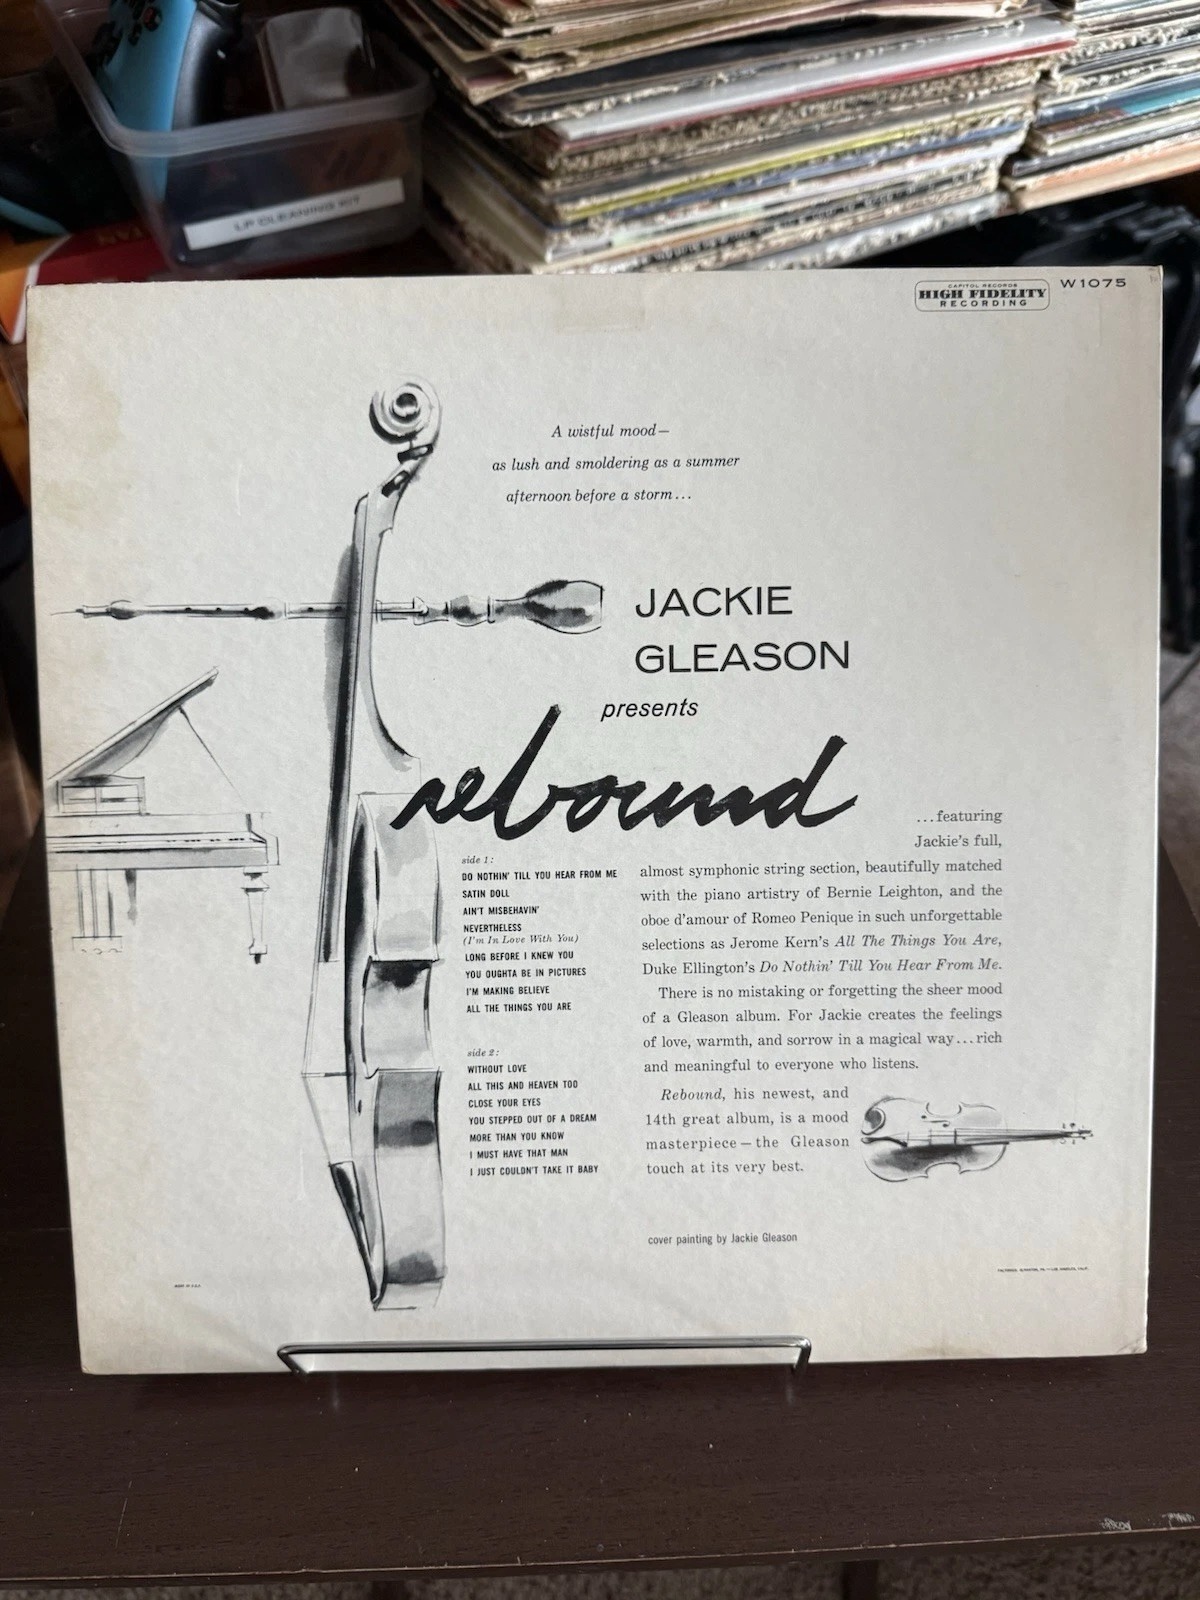 LP CLEANING KIT
CAPITOL RECORDS
HIGH FIDELITY
RECORDING
W1075
A wistful mood—
as lush and smoldering as a summer
afternoon before a storm...
JACKIE
GLEASON
presents
rebound
side 1:
DO NOTHIN' TILL YOU HEAR FROM ME
SATIN DOLL
AIN'T MISBEHAVIN'
NEVERTHELESS
(I'm In Love With You)
LONG BEFORE I KNEW YOU
YOU OUGHTA BE IN PICTURES
I'M MAKING BELIEVE
ALL THE THINGS YOU ARE
side 2:
WITHOUT LOVE
ALL THIS AND HEAVEN TOO
CLOSE YOUR EYES
YOU STEPPED OUT OF A DREAM
MORE THAN YOU KNOW
I MUST HAVE THAT MAN
I JUST COULDN'T TAKE IT BABY
...featuring
Jackie's full,
almost symphonic string section, beautifully matched
with the piano artistry of Bernie Leighton, and the
oboe d'amour of Romeo Penique in such unforgettable
selections as Jerome Kern's All The Things You Are,
Duke Ellington's Do Nothin' Till You Hear From Me.
There is no mistaking or forgetting the sheer mood
of a Gleason album. For Jackie creates the feelings
of love, warmth, and sorrow in a magical way...rich
and meaningful to everyone who listens.
Rebound, his newest, and
14th great album, is a mood
masterpiece—the Gleason
touch at its very best.
cover painting by Jackie Gleason